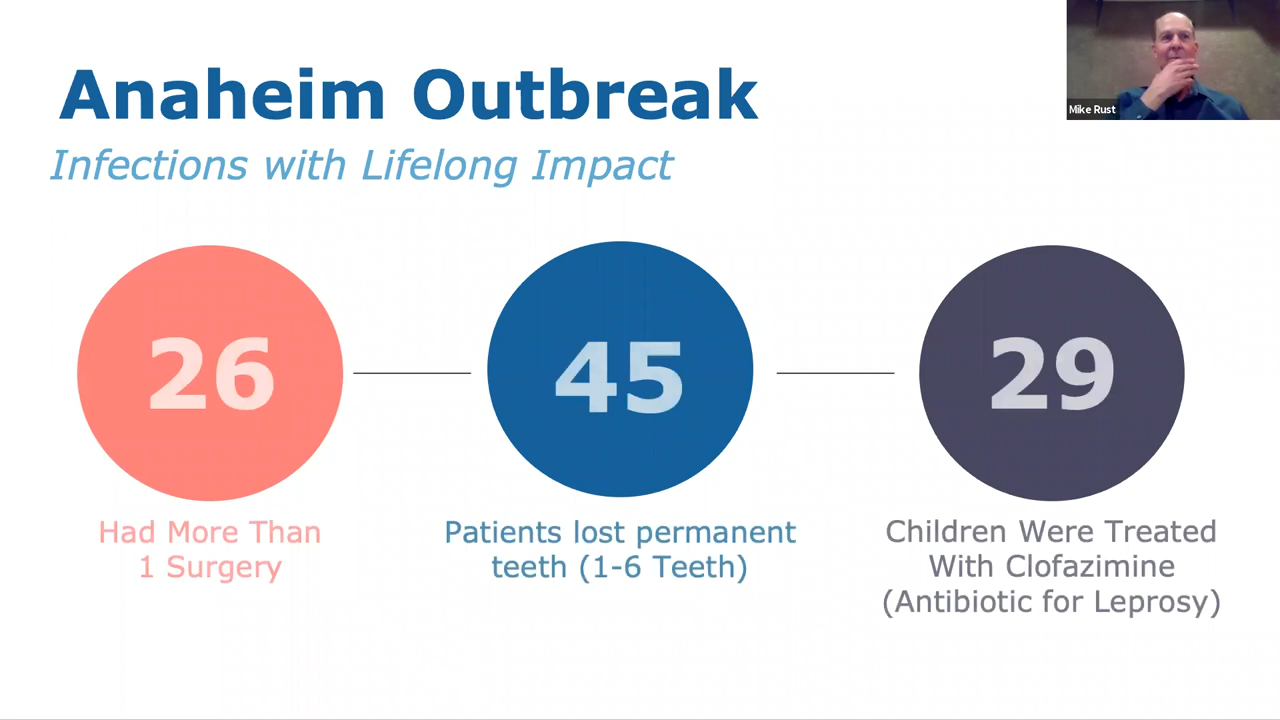 Anaheim Outbreak
Infections with Lifelong Impact
Mike Rust
26
Had More Than
1 Surgery
45
Patients lost permanent
teeth (1-6 Teeth)
29
Children Were Treated
With Clofazimine
(Antibiotic for Leprosy)